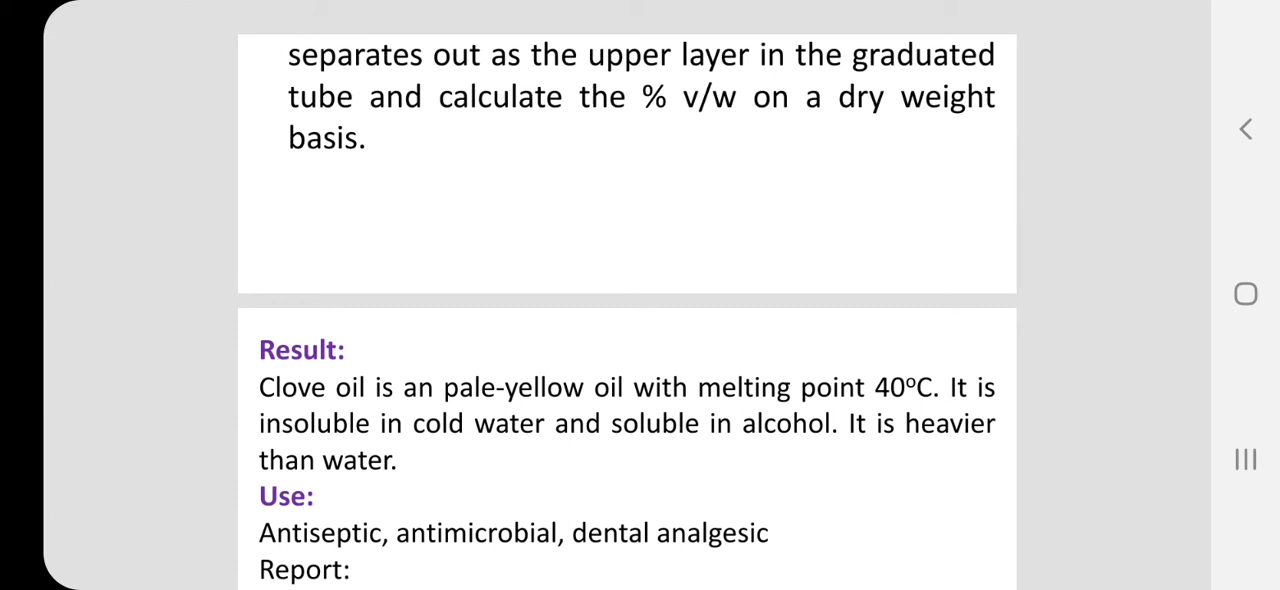 separates out as the upper layer in the graduated
tube and calculate the % v/w on a dry weight
basis.
Result:
Clove oil is an pale-yellow oil with melting point 40°C. It is
insoluble in cold water and soluble in alcohol. It is heavier
than water.
Use:
Antiseptic, antimicrobial, dental analgesic
Report: